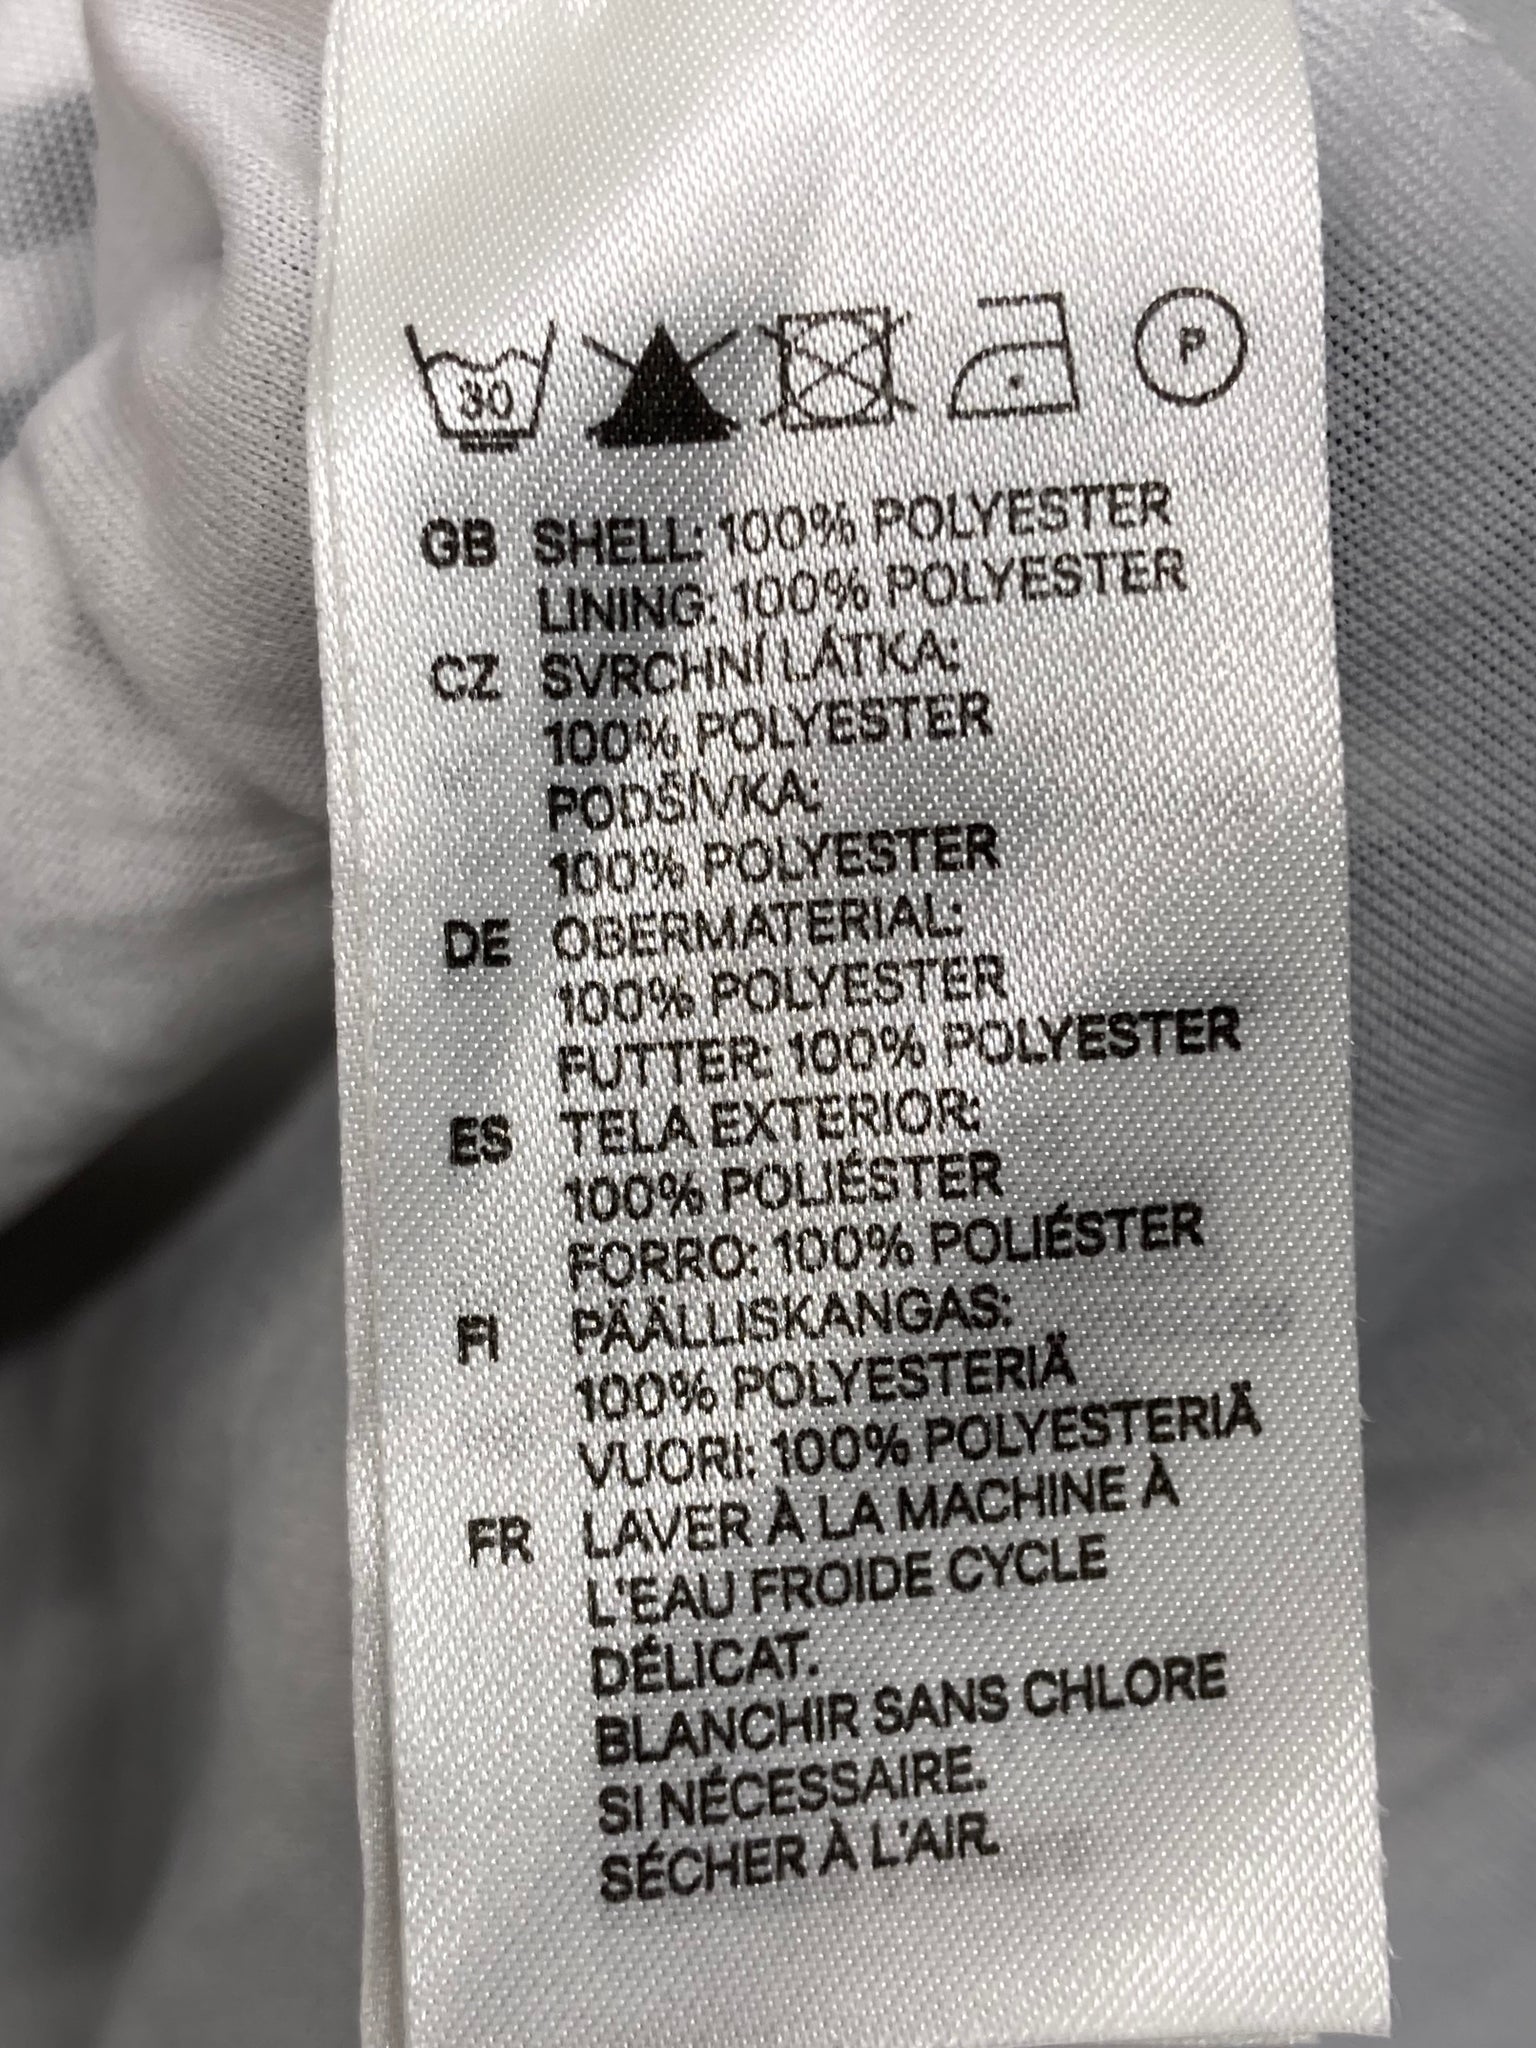 30 P
GB SHELL: 100% POLYESTER
LINING: 100% POLYESTER
CZ SVRCHNÍ LÁTKA:
100% POLYESTER
PODŠÍVKA:
100% POLYESTER
DE OBERMATERIAL:
100% POLYESTER
FUTTER: 100% POLYESTER
ES TELA EXTERIOR:
100% POLIÉSTER
FORRO: 100% POLIÉSTER
FI PÄÄLLISKANGAS:
100% POLYESTERIÄ
VUORI: 100% POLYESTERIÄ
FR LAVER À LA MACHINE À
L'EAU FROIDE CYCLE
DÉLICAT.
BLANCHIR SANS CHLORE
SI NÉCESSAIRE.
SÉCHER À L'AIR.